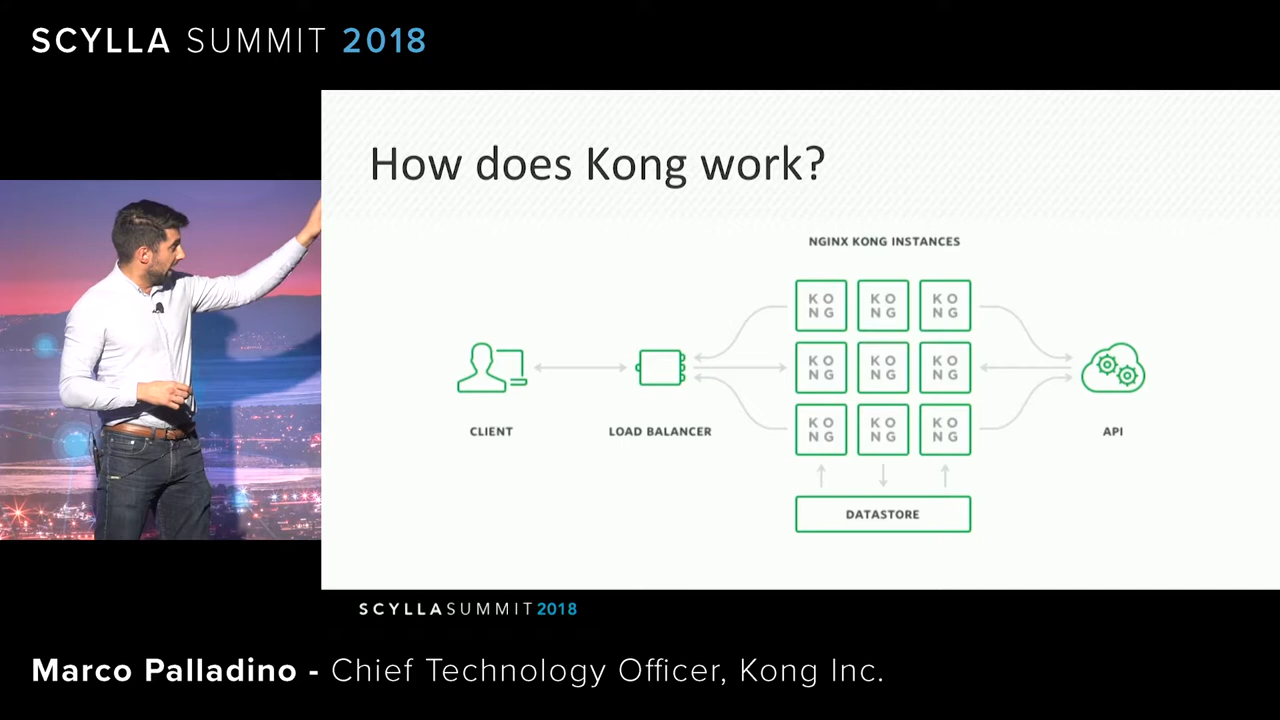 SCYLLA SUMMIT 2018
How does Kong work?
NGINX KONG INSTANCES
KO KO KO
NG NG NG
KO KO KO
NG NG NG
KO KO KO
NG NG NG
CLIENT
LOAD BALANCER
API
DATASTORE
SCYLLASUMMIT2018
Marco Palladino - Chief Technology Officer, Kong Inc.